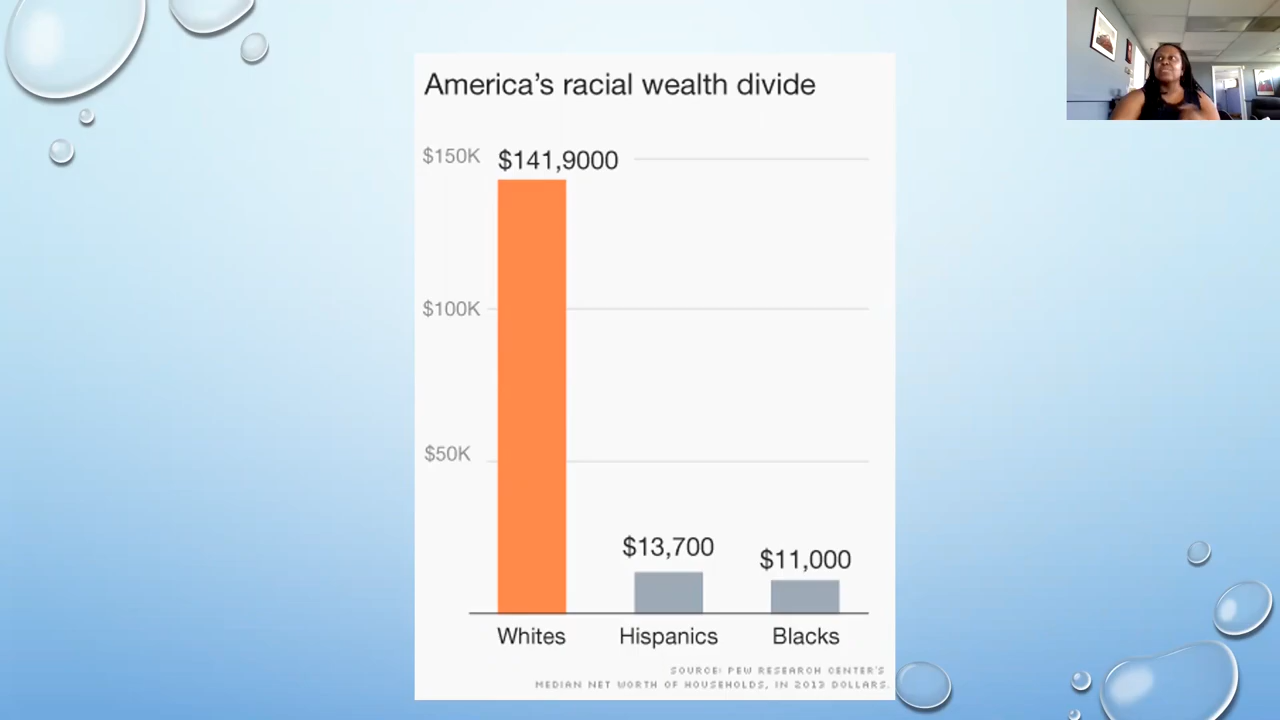 America's racial wealth divide
$150K $141,9000
$100K
$50K
$13,700 $11,000
Whites Hispanics Blacks
SOURCE: PEW RESEARCH CENTER'S
MEDIAN NET WORTH OF HOUSEHOLDS, IN 2013 DOLLARS.